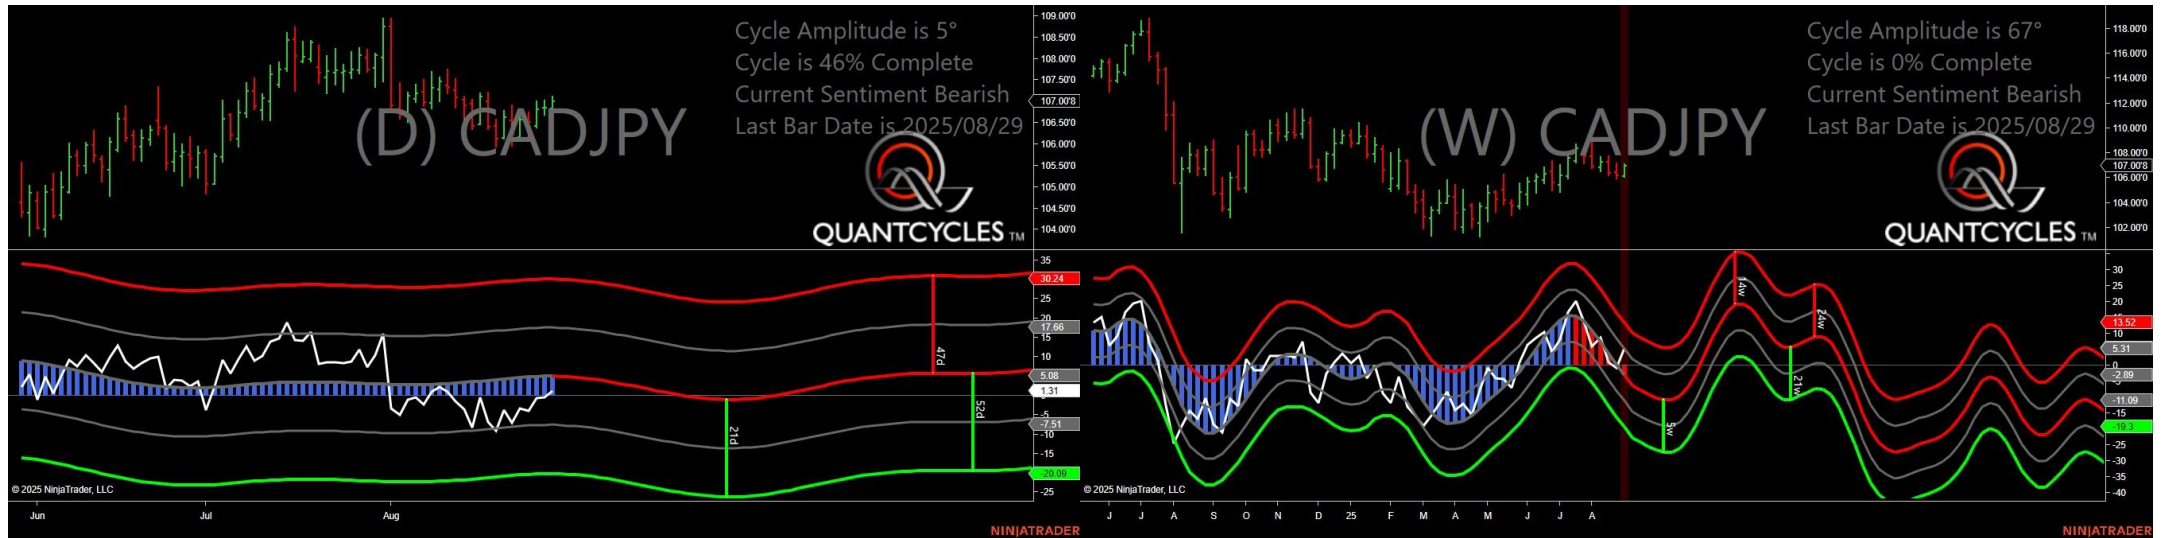 Cycle Amplitude is 5°
Cycle is 46% Complete
Current Sentiment Bearish
Last Bar Date is 2025/08/29
(D) CADJPY
QUANTCYCLES TM
109.00'0
108.50'0
108.00'0
107.50'0
107.00'8
106.50'0
106.00'0
105.50'0
105.00'0
104.50'0
104.00'0
35
30.24
25
20
17.66
15
10
5.08
1.31
-5
-7.51
-10
-15
-20.09
-25
47d
21d
52d
© 2025 NinjaTrader, LLC
Jun
Jul
Aug
NINJATRADER
Cycle Amplitude is 67°
Cycle is 0% Complete
Current Sentiment Bearish
Last Bar Date is 2025/08/29
(W) CADJPY
QUANTCYCLES TM
118.00'0
116.00'0
114.00'0
112.00'0
110.00'0
108.00'0
107.00'8
106.00'0
104.00'0
102.00'0
30
25
20
13.52
10
5.31
0
-2.89
-5
-11.09
-15
-19.3
-25
-30
-35
-40
14w
24w
5w
21w
© 2025 NinjaTrader, LLC
J
J
A
S
O
N
D
25
F
M
A
M
J
J
A
NINJATRADER